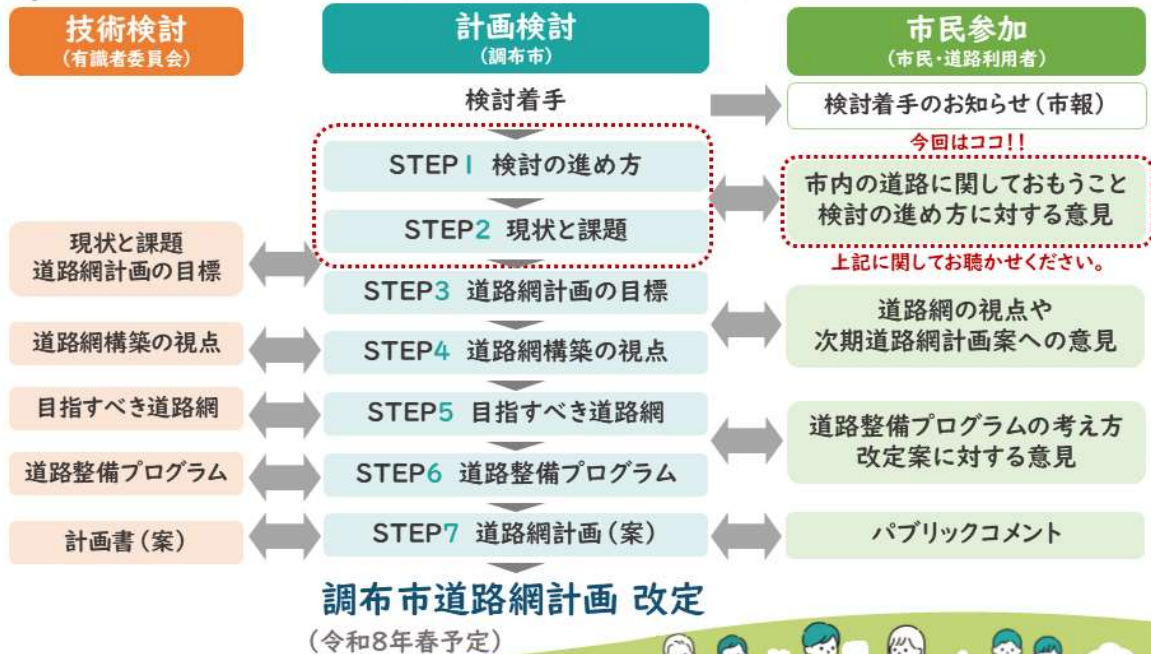 技術検討
(有識者委員会)
計画検討
(調布市)
市民参加
(市民・道路利用者)
検討着手
検討着手のお知らせ(市報)
今回はココ!!
STEP1 検討の進め方
市内の道路に関しておもうこと
検討の進め方に対する意見
STEP2 現状と課題
現状と課題
道路網計画の目標
上記に関してお聴かせください。
STEP3 道路網計画の目標
道路網の視点や
次期道路網計画案への意見
道路網構築の視点
STEP4 道路網構築の視点
目指すべき道路網
STEP5 目指すべき道路網
道路整備プログラムの考え方
改定案に対する意見
道路整備プログラム
STEP6 道路整備プログラム
計画書(案)
STEP7 道路網計画(案)
パブリックコメント
調布市道路網計画 改定
(令和8年春予定)